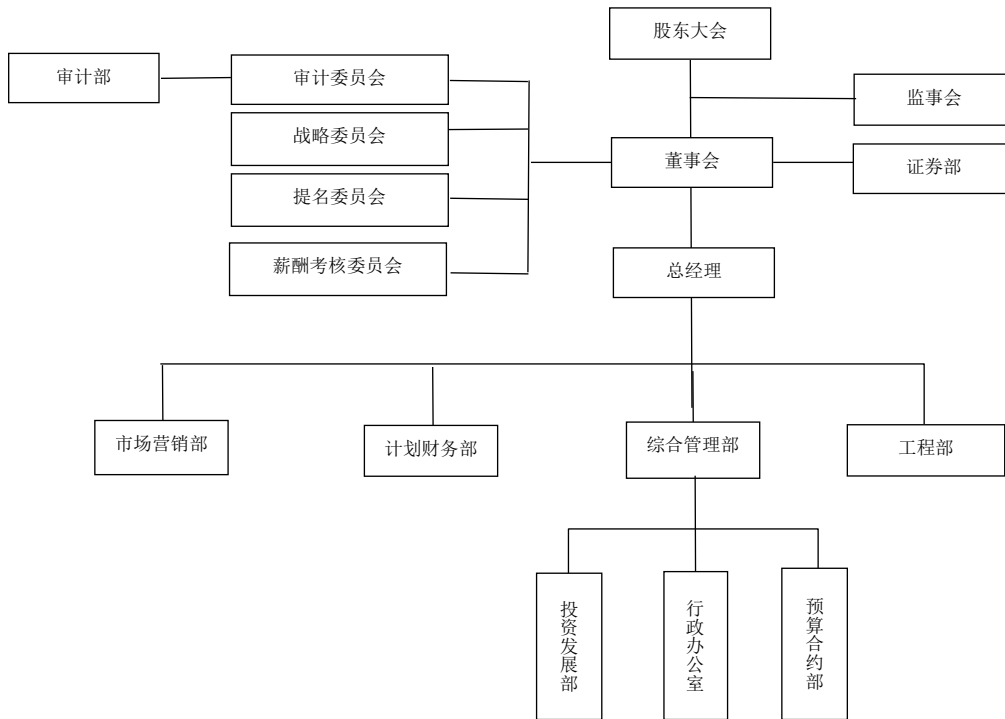 股东大会
审计部
审计委员会
监事会
战略委员会
董事会
证券部
提名委员会
薪酬考核委员会
总经理
市场营销部
计划财务部
综合管理部
工程部
投资发展部
行政办公室
预算合约部